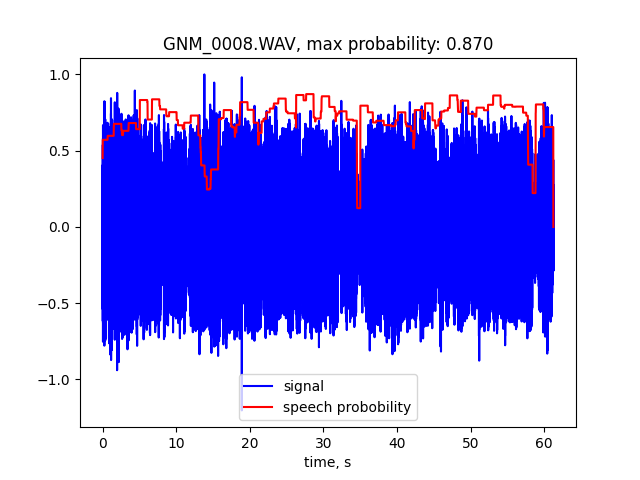 GNM_0008.WAV, max probability: 0.870
1.0
0.5
0.0
−0.5
−1.0
signal
speech probobility
0 10 20 30 40 50 60
time, s